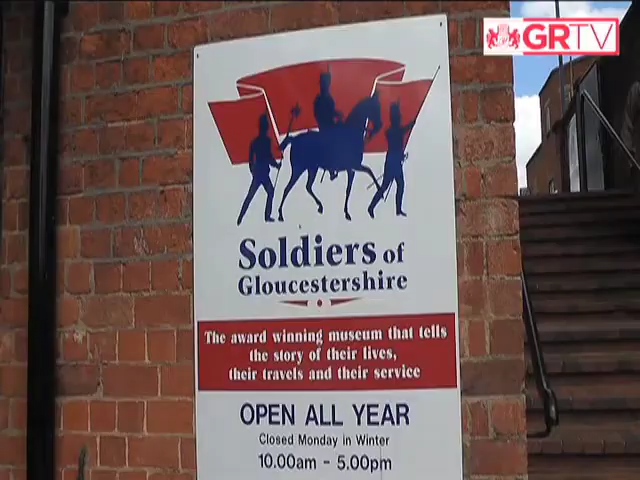 GRTV
Soldiers of
Gloucestershire
The award winning museum that tells
the story of their lives,
their travels and their service
OPEN ALL YEAR
Closed Monday in Winter
10.00am - 5.00pm